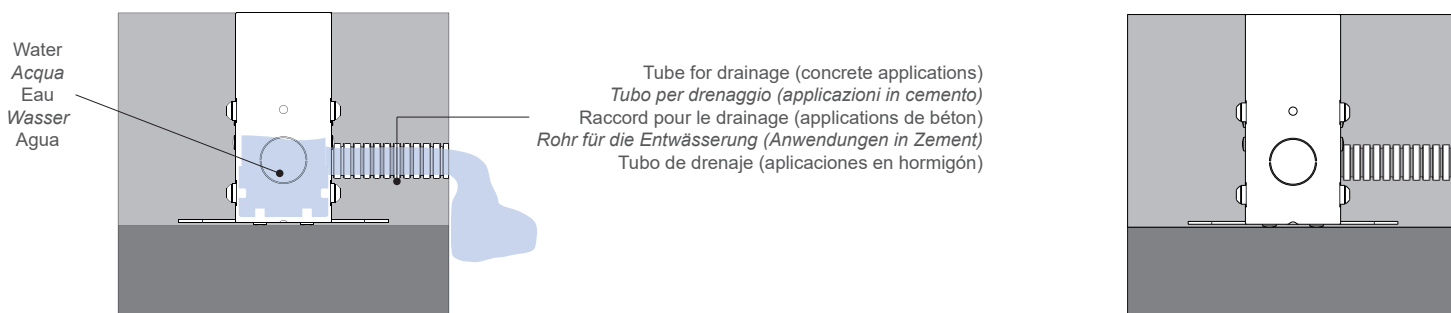 Water
Acqua
Eau
Wasser
Agua
Tube for drainage (concrete applications)
Tubo per drenaggio (applicazioni in cemento)
Raccord pour le drainage (applications de béton)
Rohr für die Entwässerung (Anwendungen in Zement)
Tubo de drenaje (aplicaciones en hormigón)